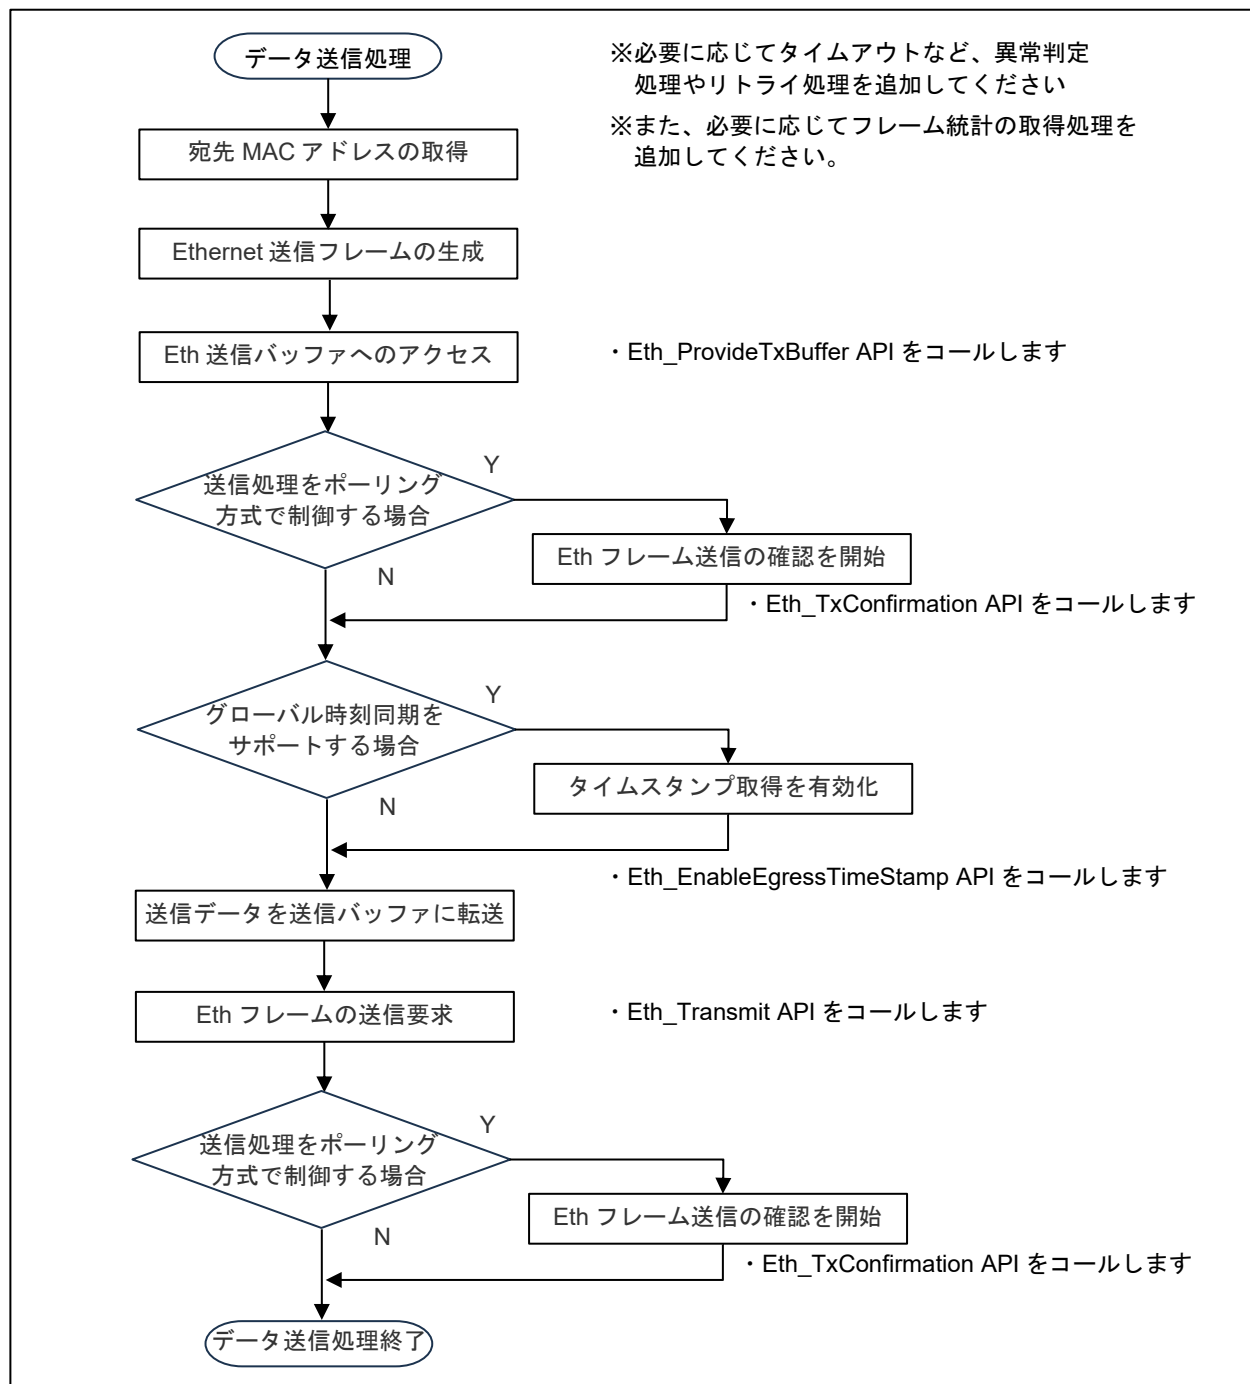 データ送信処理
※必要に応じてタイムアウトなど、異常判定
処理やリトライ処理を追加してください
※また、必要に応じてフレーム統計の取得処理を
追加してください。
宛先 MAC アドレスの取得
Ethernet 送信フレームの生成
Eth 送信バッファへのアクセス
・Eth_ProvideTxBuffer API をコールします
送信処理をポーリング
方式で制御する場合
Y
Eth フレーム送信の確認を開始
N
・Eth_TxConfirmation API をコールします
グローバル時刻同期を
サポートする場合
Y
タイムスタンプ取得を有効化
N
・Eth_EnableEgressTimeStamp API をコールします
送信データを送信バッファに転送
Eth フレームの送信要求
・Eth_Transmit API をコールします
送信処理をポーリング
方式で制御する場合
Y
Eth フレーム送信の確認を開始
N
・Eth_TxConfirmation API をコールします
データ送信処理終了